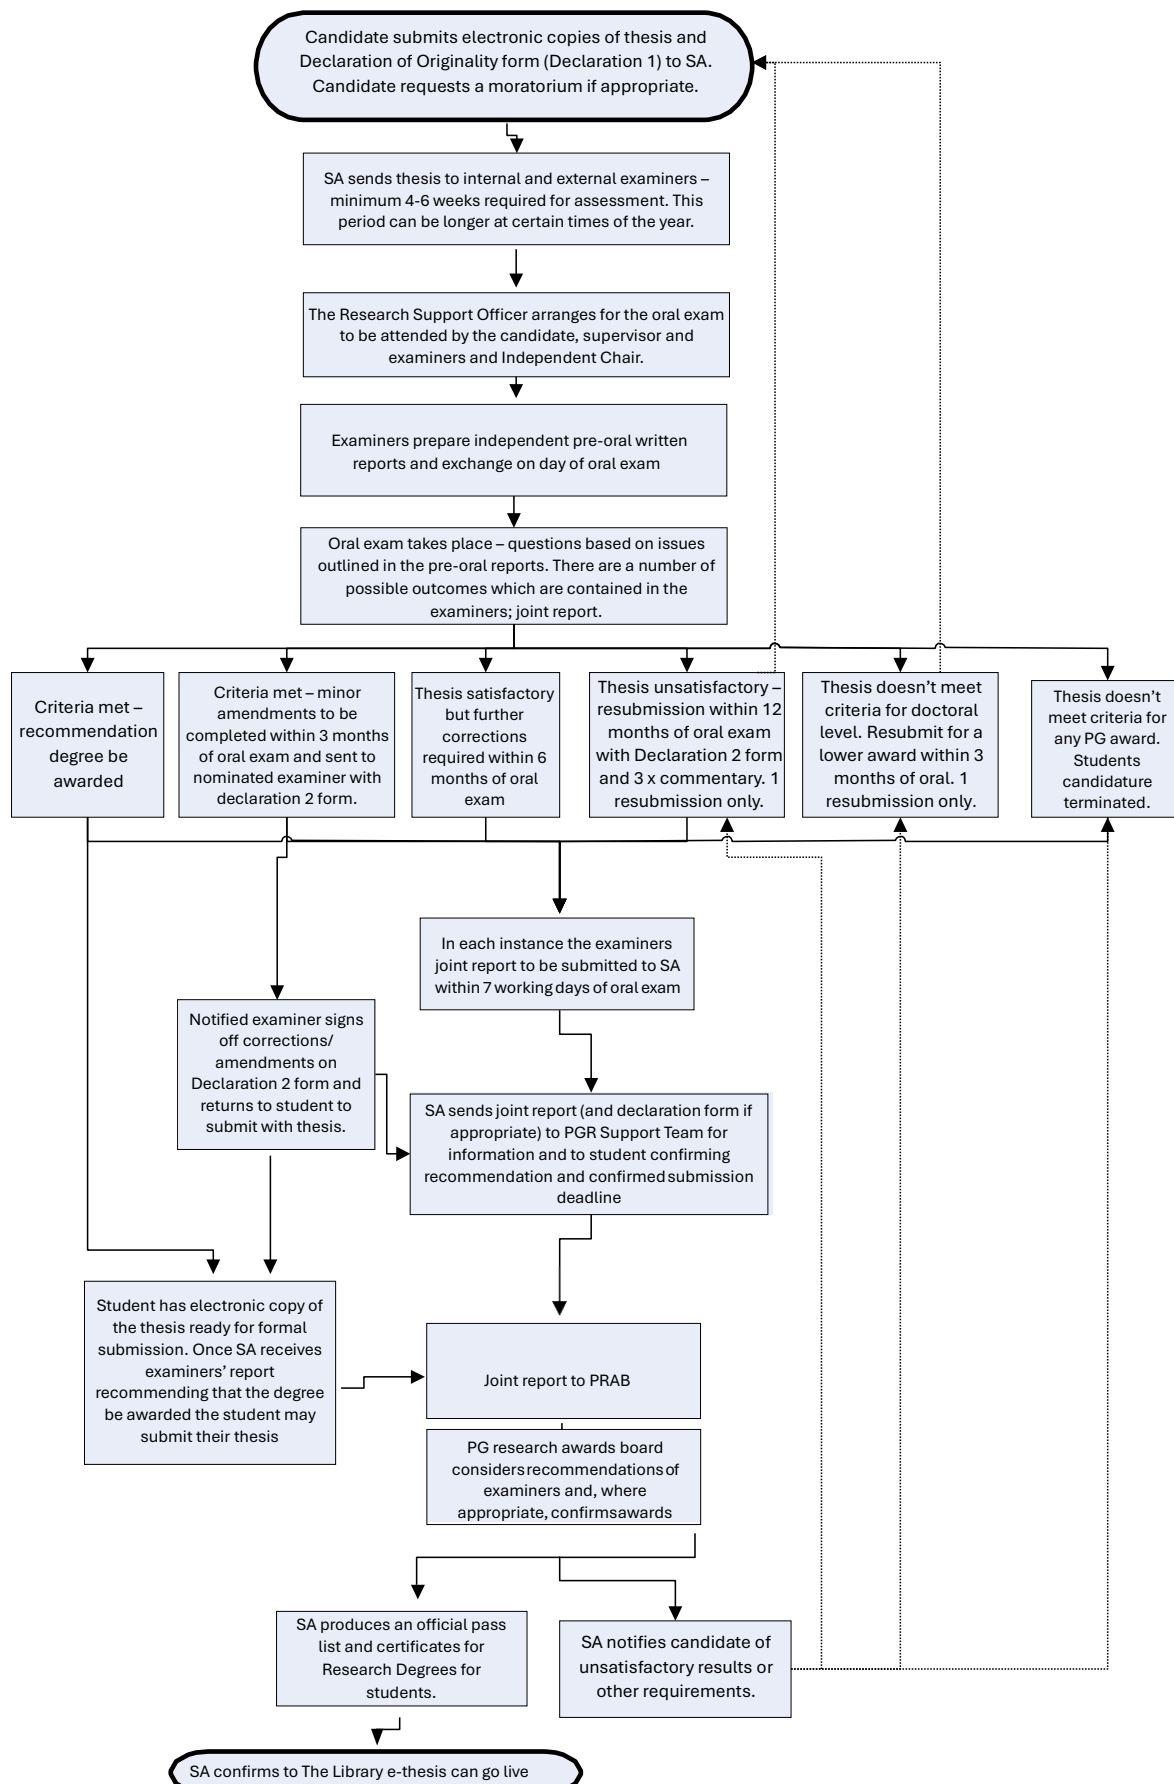 Candidate submits electronic copies of thesis and
Declaration of Originality form (Declaration 1) to SA.
Candidate requests a moratorium if appropriate.
SA sends thesis to internal and external examiners –
minimum 4-6 weeks required for assessment. This
period can be longer at certain times of the year.
The Research Support Officer arranges for the oral exam
to be attended by the candidate, supervisor and
examiners and Independent Chair.
Examiners prepare independent pre-oral written
reports and exchange on day of oral exam
Oral exam takes place – questions based on issues
outlined in the pre-oral reports. There are a number of
possible outcomes which are contained in the
examiners; joint report.
Criteria met –
recommendation
degree be
awarded
Criteria met – minor
amendments to be
completed within 3 months
of oral exam and sent to
nominated examiner with
declaration 2 form.
Thesis satisfactory
but further
corrections
required within 6
months of oral
exam
Thesis unsatisfactory –
resubmission within 12
months of oral exam
with Declaration 2 form
and 3 x commentary. 1
resubmission only.
Thesis doesn’t meet
criteria for doctoral
level. Resubmit for a
lower award within 3
months of oral. 1
resubmission only.
Thesis doesn’t
meet criteria for
any PG award.
Students
candidature
terminated.
In each instance the examiners
joint report to be submitted to SA
within 7 working days of oral exam
Notified examiner signs
off corrections/
amendments on
Declaration 2 form and
returns to student to
submit with thesis.
SA sends joint report (and declaration form if
appropriate) to PGR Support Team for
information and to student confirming
recommendation and confirmed submission
deadline
Student has electronic copy of
the thesis ready for formal
submission. Once SA receives
examiners’ report
recommending that the degree
be awarded the student may
submit their thesis
Joint report to PRAB
PG research awards board
considers recommendations of
examiners and, where
appropriate, confirms awards
SA produces an official pass
list and certificates for
Research Degrees for
students.
SA notifies candidate of
unsatisfactory results or
other requirements.
SA confirms to The Library e-thesis can go live